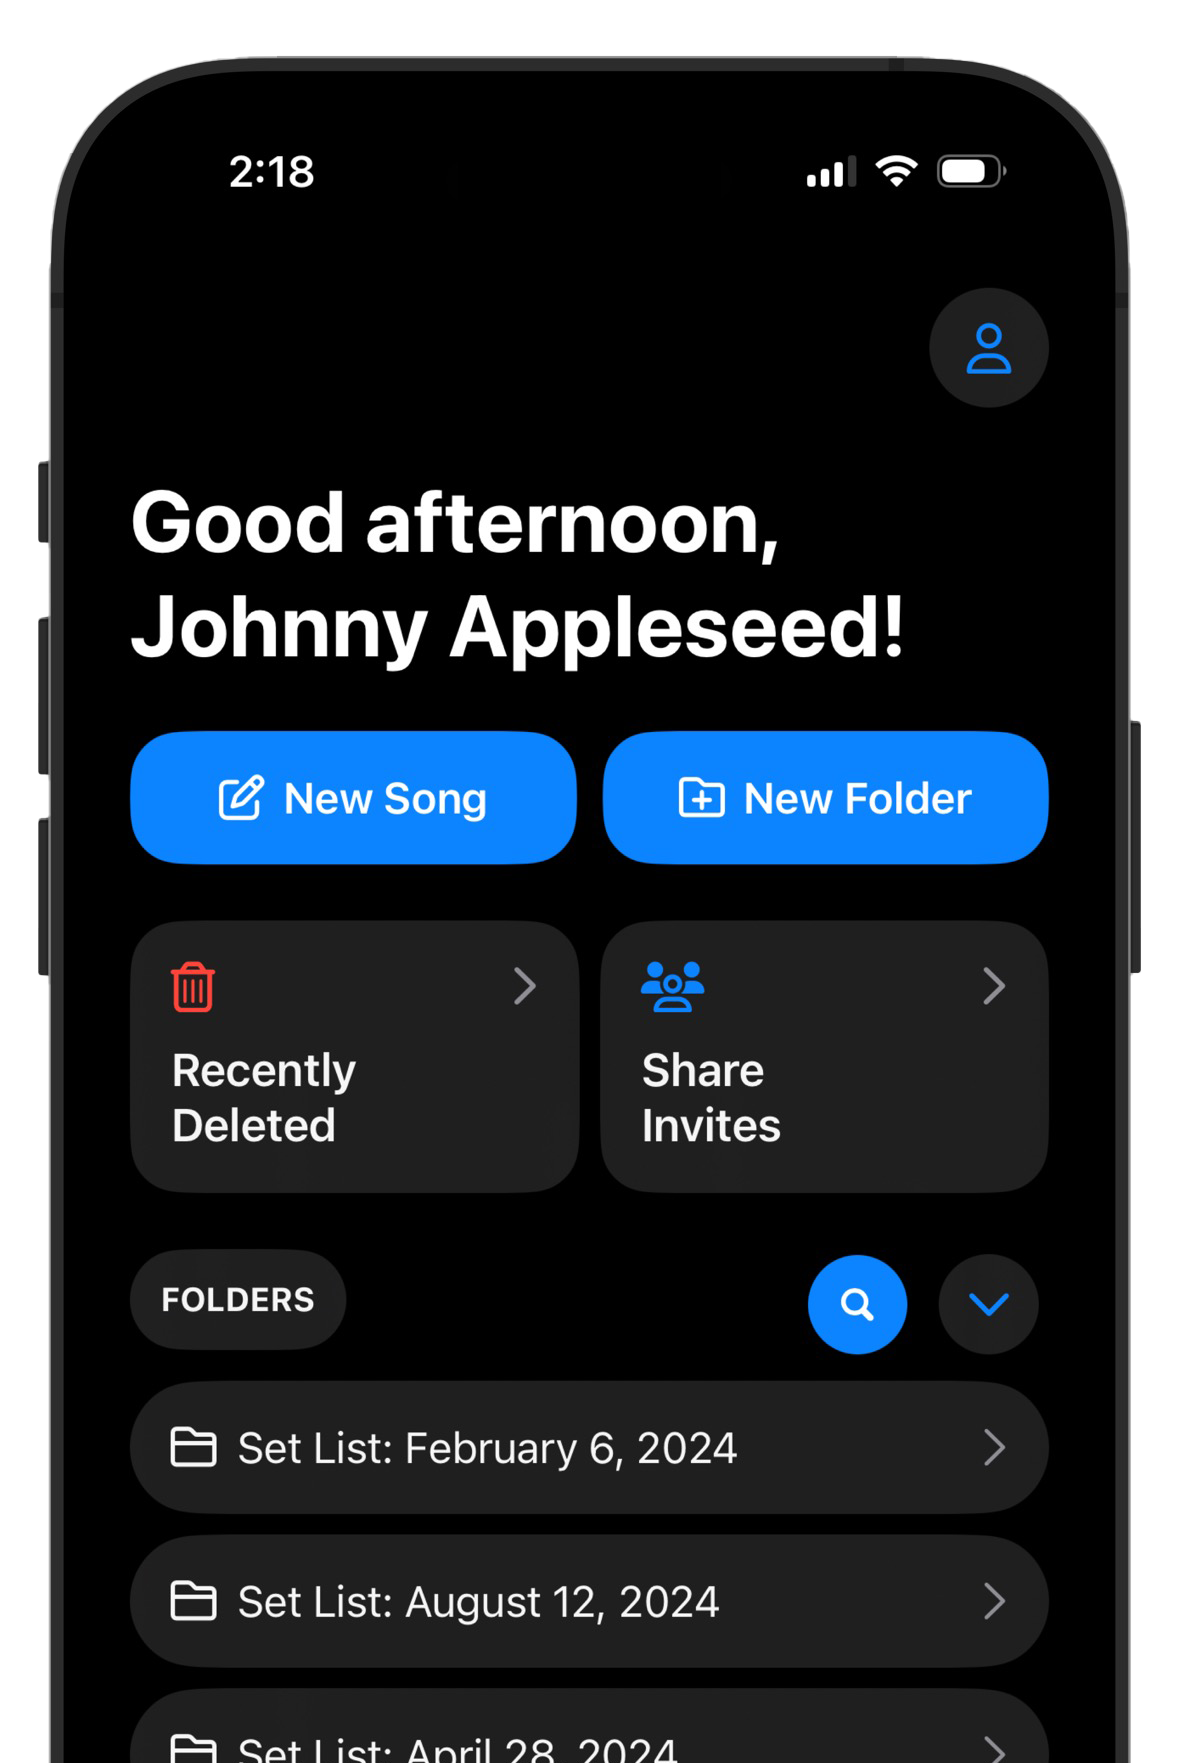 2:18
Good afternoon,
Johnny Appleseed!
New Song
New Folder
Recently
Deleted
Share
Invites
FOLDERS
Set List: February 6, 2024
Set List: August 12, 2024
Set List: April 28, 2024